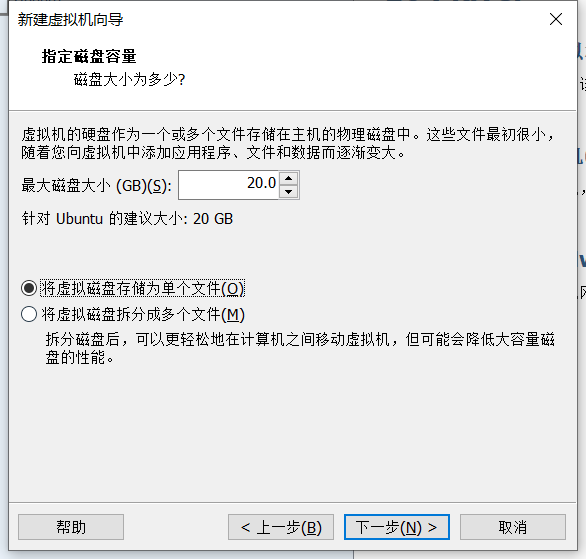 新建虚拟机向导
指定磁盘容量
磁盘大小为多少?
虚拟机的硬盘作为一个或多个文件存储在主机的物理磁盘中。这些文件最初很小，
随着您向虚拟机中添加应用程序、文件和数据而逐渐变大。
最大磁盘大小 (GB)(S): 20.0
针对 Ubuntu 的建议大小: 20 GB
将虚拟磁盘存储为单个文件(O)
将虚拟磁盘拆分成多个文件(M)
拆分磁盘后，可以更轻松地在计算机之间移动虚拟机，但可能会降低大容量磁
盘的性能。
帮助 < 上一步(B) 下一步(N) > 取消